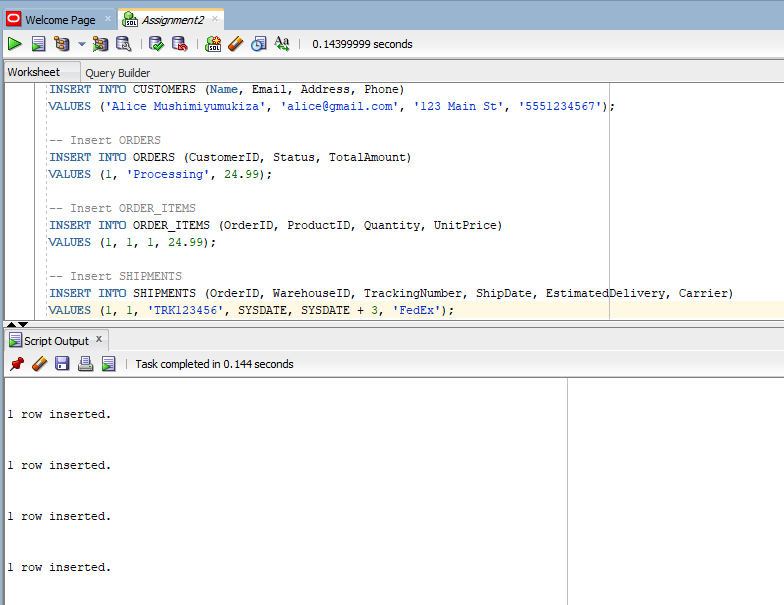 Welcome Page
Assignment2
SQL
SQL
Aa
0.14399999 seconds
Worksheet
Query Builder
INSERT INTO CUSTOMERS (Name, Email, Address, Phone)
VALUES ('Alice Mushimiyumukiza', 'alice@gmail.com', '123 Main St', '5551234567');
-- Insert ORDERS
INSERT INTO ORDERS (CustomerID, Status, TotalAmount)
VALUES (1, 'Processing', 24.99);
-- Insert ORDER_ITEMS
INSERT INTO ORDER_ITEMS (OrderID, ProductID, Quantity, UnitPrice)
VALUES (1, 1, 1, 24.99);
-- Insert SHIPMENTS
INSERT INTO SHIPMENTS (OrderID, WarehouseID, TrackingNumber, ShipDate, EstimatedDelivery, Carrier)
VALUES (1, 1, 'TRK123456', SYSDATE, SYSDATE + 3, 'FedEx');
Script Output x
Task completed in 0.144 seconds
1 row inserted.
1 row inserted.
1 row inserted.
1 row inserted.